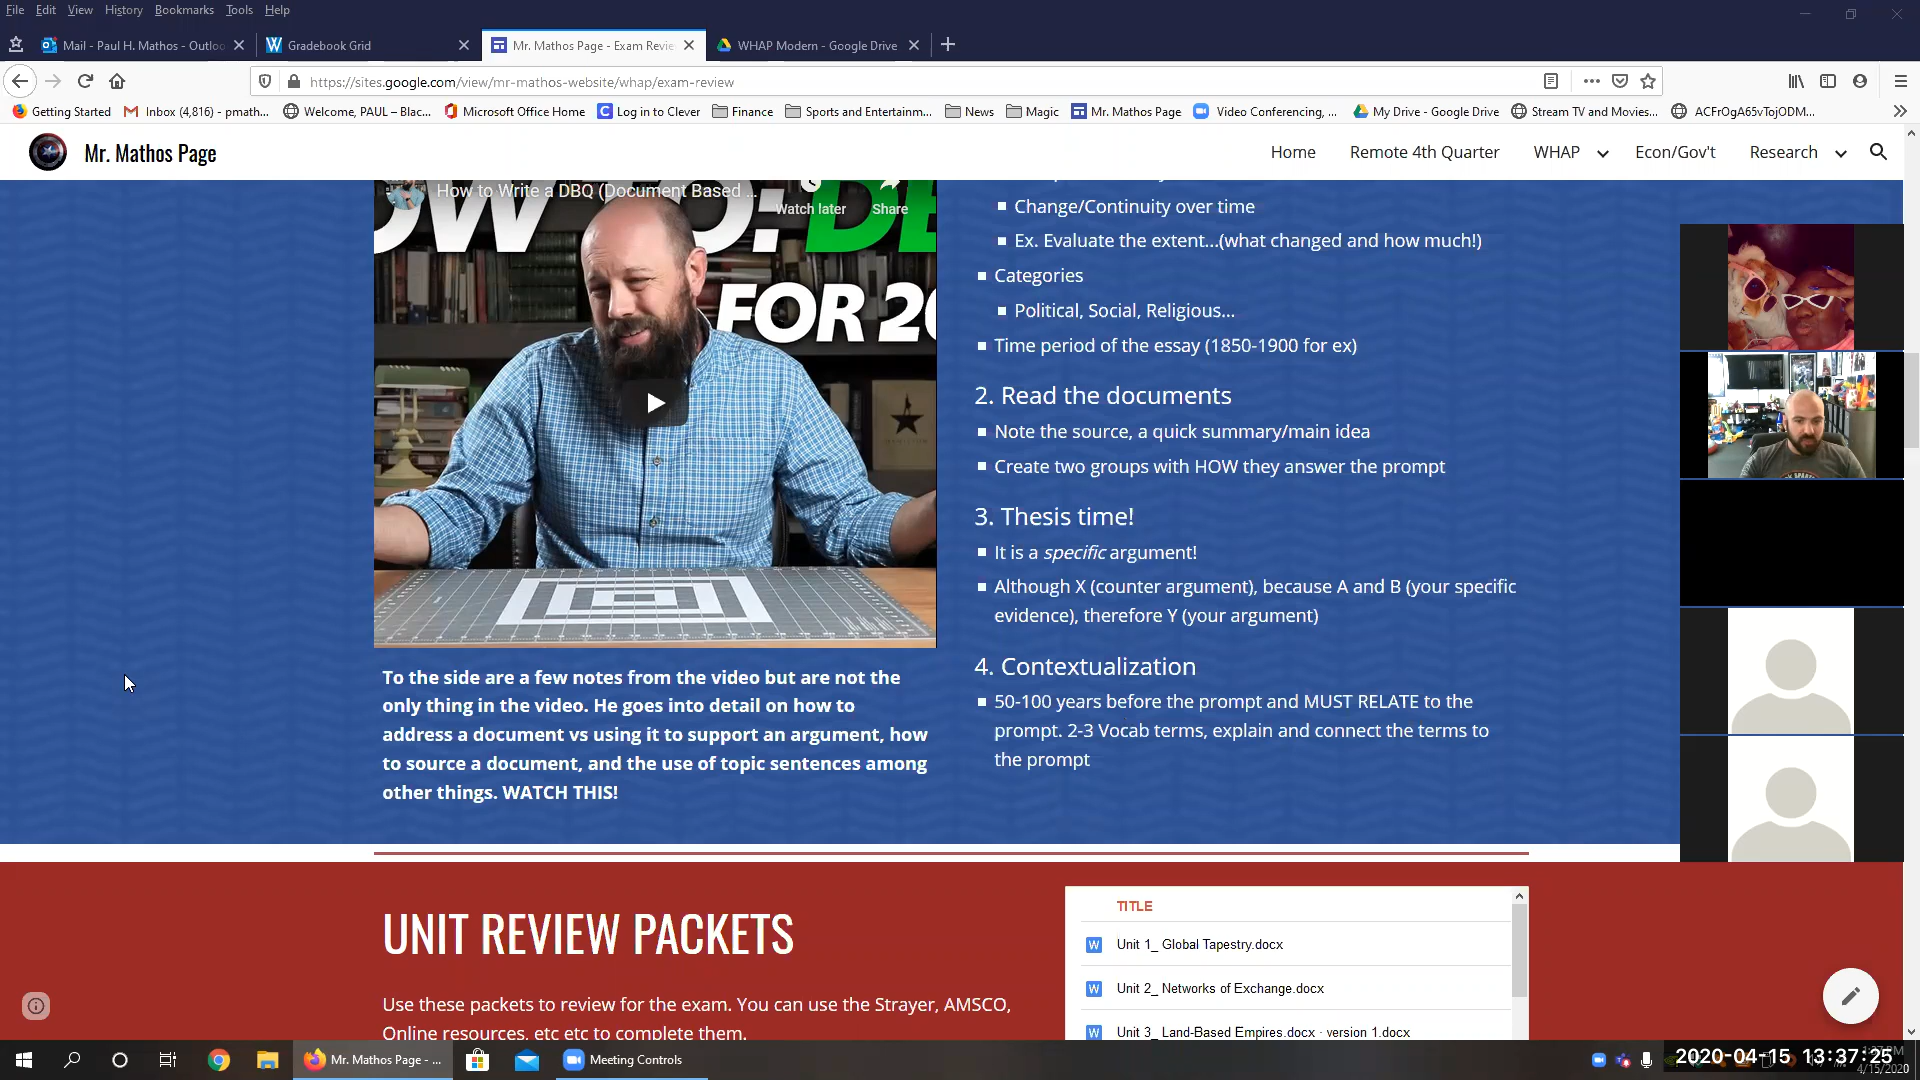 File Edit View History Bookmarks Tools Help
Mail - Paul H. Mathos - Outloo
Gradebook Grid
Mr. Mathos Page - Exam Revie
WHAP Modern - Google Drive
https://sites.google.com/view/mr-mathos-website/whap/exam-review
Getting Started
Inbox (4,816) - pmath...
Welcome, PAUL – Blac...
Microsoft Office Home
Log in to Clever
Finance
Sports and Entertainm...
News
Magic
Mr. Mathos Page
Video Conferencing, ...
My Drive - Google Drive
Stream TV and Movies...
ACFrOgA65vTojODM...
Mr. Mathos Page
Home
Remote 4th Quarter
WHAP
Econ/Gov't
Research
How to Write a DBQ (Document Based ...
Watch later
Share
FOR 20
HAMILTON
To the side are a few notes from the video but are not the
only thing in the video. He goes into detail on how to
address a document vs using it to support an argument, how
to source a document, and the use of topic sentences among
other things. WATCH THIS!
Change/Continuity over time
Ex. Evaluate the extent...(what changed and how much!)
Categories
Political, Social, Religious...
Time period of the essay (1850-1900 for ex)
2. Read the documents
Note the source, a quick summary/main idea
Create two groups with HOW they answer the prompt
3. Thesis time!
It is a specific argument!
Although X (counter argument), because A and B (your specific
evidence), therefore Y (your argument)
4. Contextualization
50-100 years before the prompt and MUST RELATE to the
prompt. 2-3 Vocab terms, explain and connect the terms to
the prompt
UNIT REVIEW PACKETS
Use these packets to review for the exam. You can use the Strayer, AMSCO,
Online resources, etc etc to complete them.
TITLE
Unit 1_ Global Tapestry.docx
Unit 2_ Networks of Exchange.docx
Unit 3_ Land-Based Empires.docx · version 1.docx
Mr. Mathos Page - ...
Meeting Controls
2020-04-15 13:37:25
4/15/2020